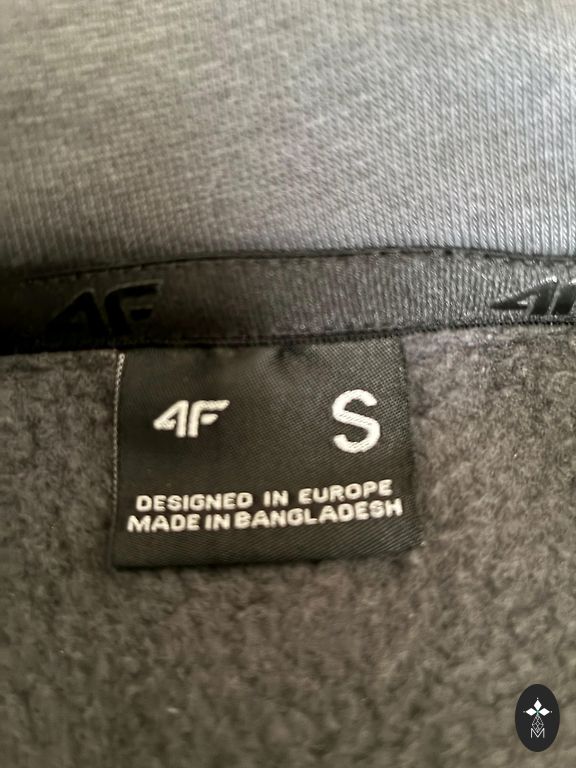 4F
4F
4F S
DESIGNED IN EUROPE
MADE IN BANGLADESH
M